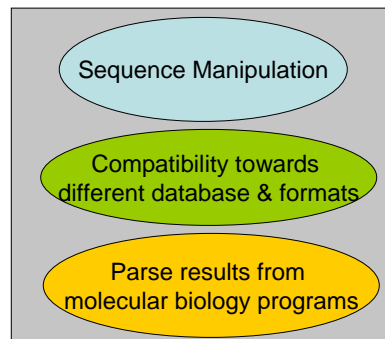 Sequence Manipulation
Compatibility towards
different database & formats
Parse results from
molecular biology programs